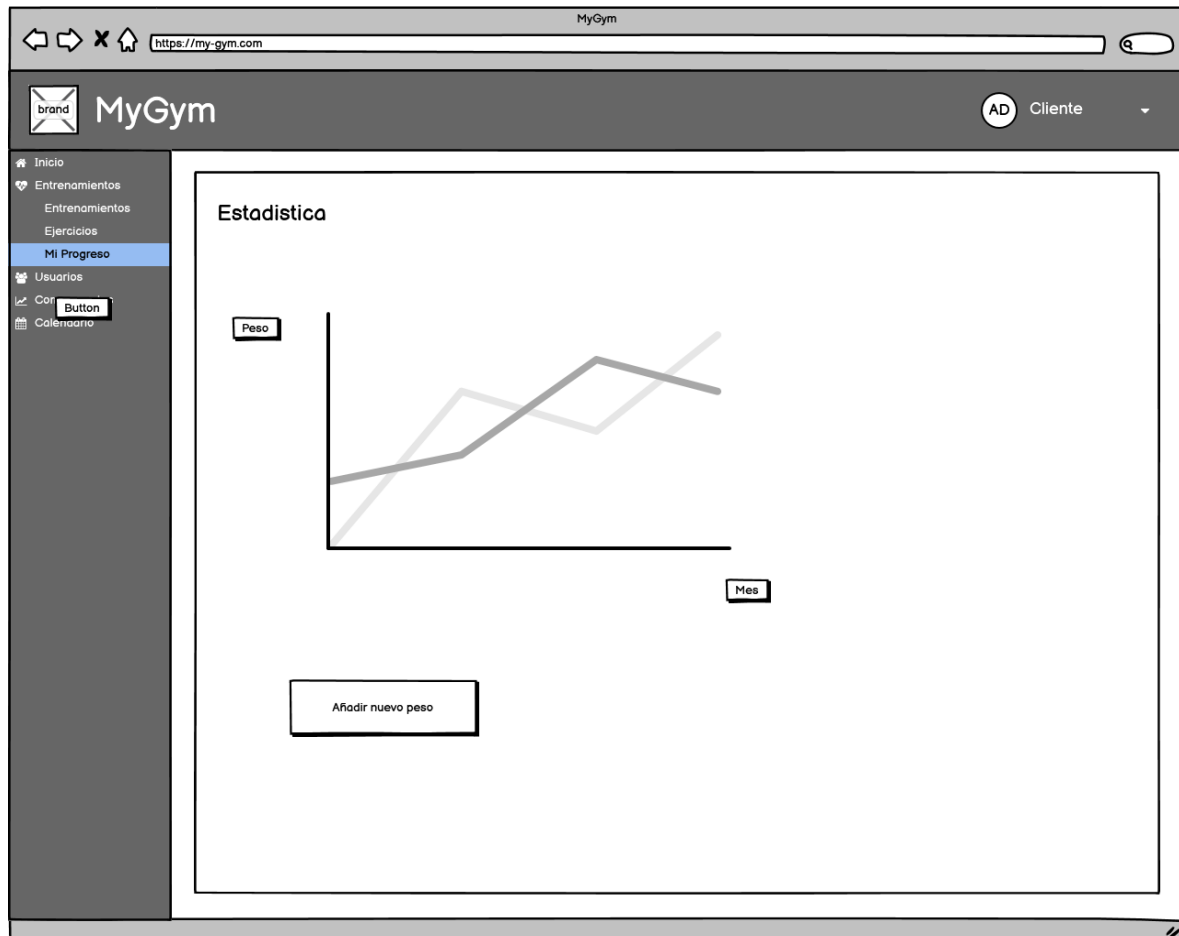 MyGym
https://my-gym.com
brand
MyGym
AD
Cliente
Inicio
Entrenamientos
Entrenamientos
Ejercicios
Mi Progreso
Usuarios
Button
Calendario
Estadistica
Peso
Mes
Añadir nuevo peso